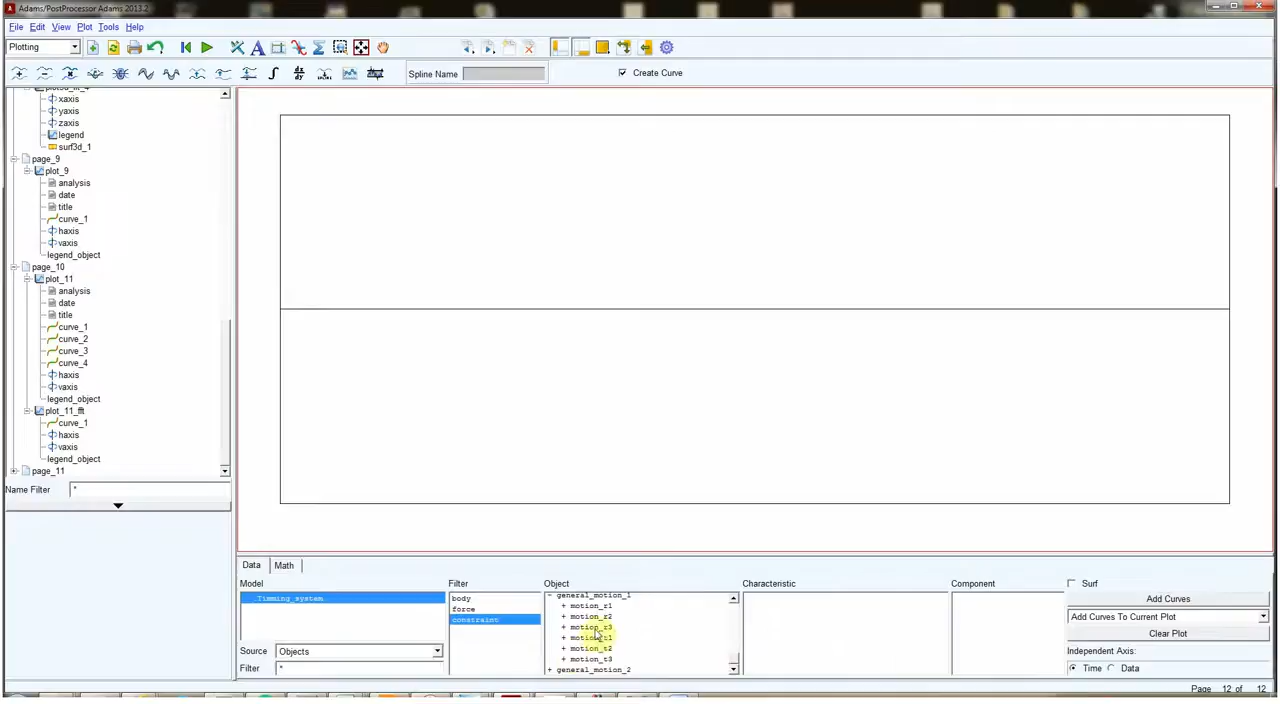 Adams/PostProcessor Adams 2013.2
File Edit View Plot Tools Help
Plotting
Spline Name
Create Curve
xaxis
yaxis
zaxis
legend
surf3d_1
page_9
plot_9
analysis
date
title
curve_1
haxis
vaxis
legend_object
page_10
plot_11
analysis
date
title
curve_1
curve_2
curve_3
curve_4
haxis
vaxis
legend_object
plot_11_fft
curve_1
haxis
vaxis
legend_object
page_11
Name Filter *
Data Math
Model Filter Object Characteristic Component Surf
.Timming_system
body
force
constraint
- general_motion_1
+ motion_r1
+ motion_r2
+ motion_r3
+ motion_t1
+ motion_t2
+ motion_t3
+ general_motion_2
Add Curves
Add Curves To Current Plot
Clear Plot
Source Objects
Filter *
Independent Axis:
Time Data
Page 12 of 12